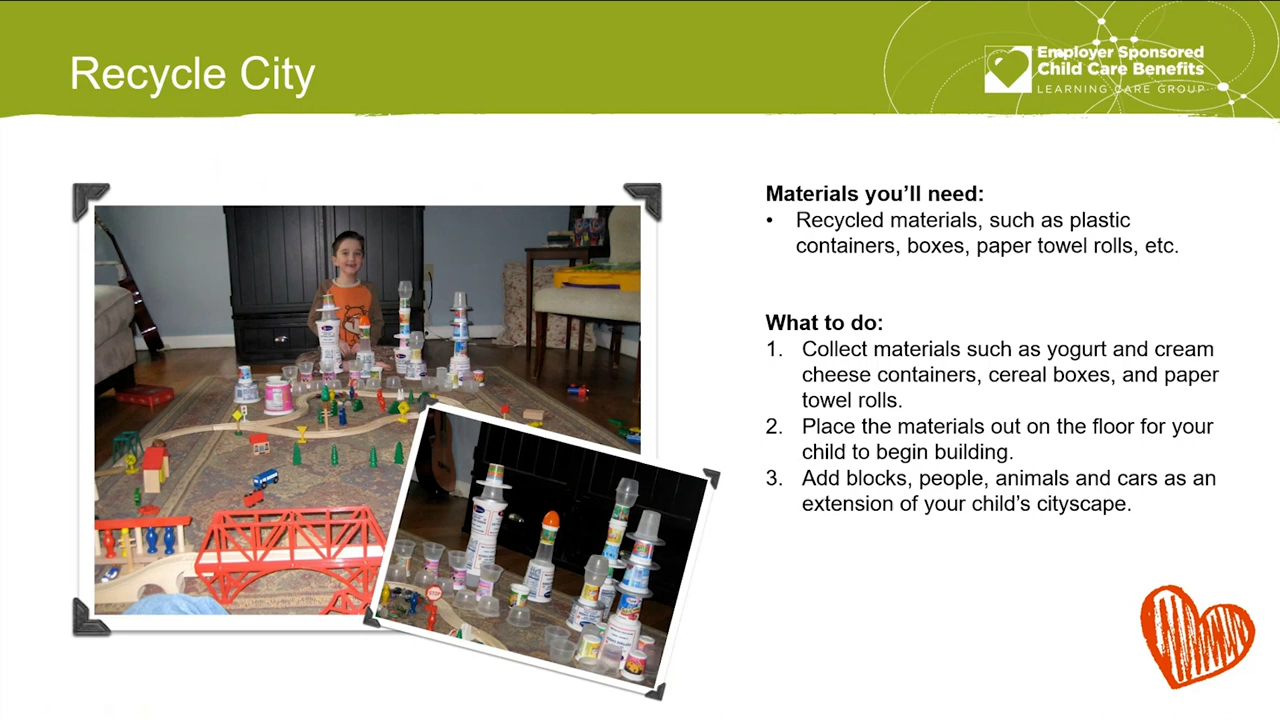 Recycle City
Employer Sponsored
Child Care Benefits
LEARNING CARE GROUP
Materials you’ll need:
• Recycled materials, such as plastic
containers, boxes, paper towel rolls, etc.
What to do:
1. Collect materials such as yogurt and cream
cheese containers, cereal boxes, and paper
towel rolls.
2. Place the materials out on the floor for your
child to begin building.
3. Add blocks, people, animals and cars as an
extension of your child’s cityscape.
STOP